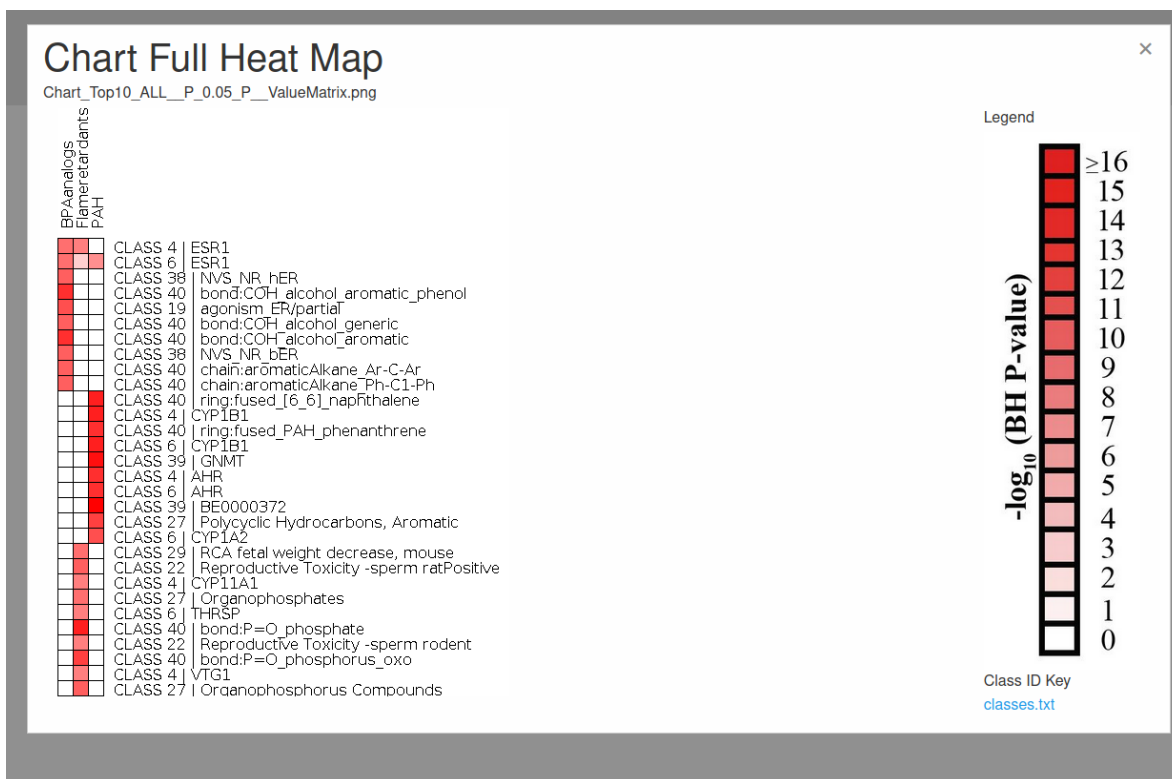 Chart Full Heat Map
×
Chart_Top10_ALL__P_0.05_P__ValueMatrix.png
BPAanalogs
Flameretardants
PAH
CLASS 4 | ESR1
CLASS 6 | ESR1
CLASS 38 | NVS_NR_hER
CLASS 40 | bond:COH_alcohol_aromatic_phenol
CLASS 19 | agonism_ER/partial
CLASS 40 | bond:COH_alcohol_generic
CLASS 40 | bond:COH_alcohol_aromatic
CLASS 38 | NVS_NR_bER
CLASS 40 | chain:aromaticAlkane_Ar-C-Ar
CLASS 40 | chain:aromaticAlkane_Ph-C1-Ph
CLASS 40 | ring:fused_[6_6]_naphthalene
CLASS 4 | CYP1B1
CLASS 40 | ring:fused_PAH_phenanthrene
CLASS 6 | CYP1B1
CLASS 39 | GNMT
CLASS 4 | AHR
CLASS 6 | AHR
CLASS 39 | BE0000372
CLASS 27 | Polycyclic Hydrocarbons, Aromatic
CLASS 6 | CYP1A2
CLASS 29 | RCA fetal weight decrease, mouse
CLASS 22 | Reproductive Toxicity -sperm ratPositive
CLASS 4 | CYP11A1
CLASS 27 | Organophosphates
CLASS 6 | THRSP
CLASS 40 | bond:P=O_phosphate
CLASS 22 | Reproductive Toxicity -sperm rodent
CLASS 40 | bond:P=O_phosphorus_oxo
CLASS 4 | VTG1
CLASS 27 | Organophosphorus Compounds
Legend
-log10 (BH P-value)
≥16
15
14
13
12
11
10
9
8
7
6
5
4
3
2
1
0
Class ID Key
classes.txt